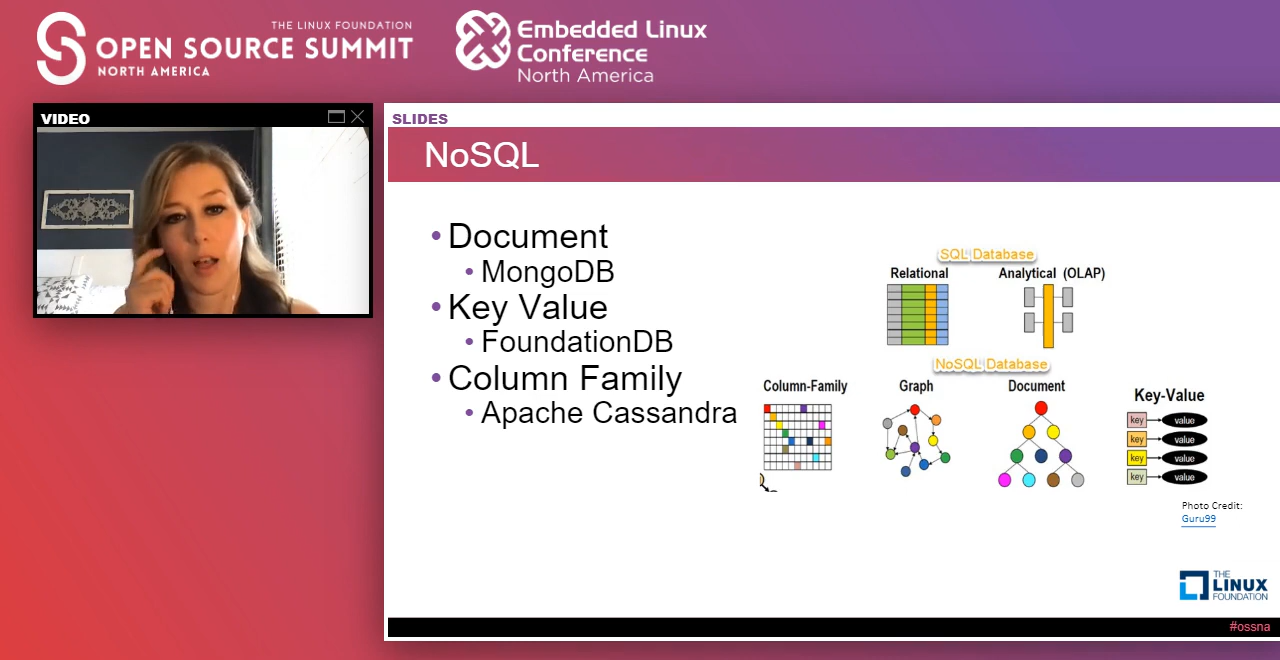 THE LINUX FOUNDATION
OPEN SOURCE SUMMIT
NORTH AMERICA
Embedded Linux
Conference
North America
VIDEO
SLIDES
NoSQL
• Document
• MongoDB
• Key Value
• FoundationDB
• Column Family
• Apache Cassandra
SQL Database
Relational
Analytical (OLAP)
NoSQL Database
Column-Family
Graph
Document
Key-Value
key value
key value
key value
key value
Photo Credit:
Guru99
THE
LINUX
FOUNDATION
#ossna